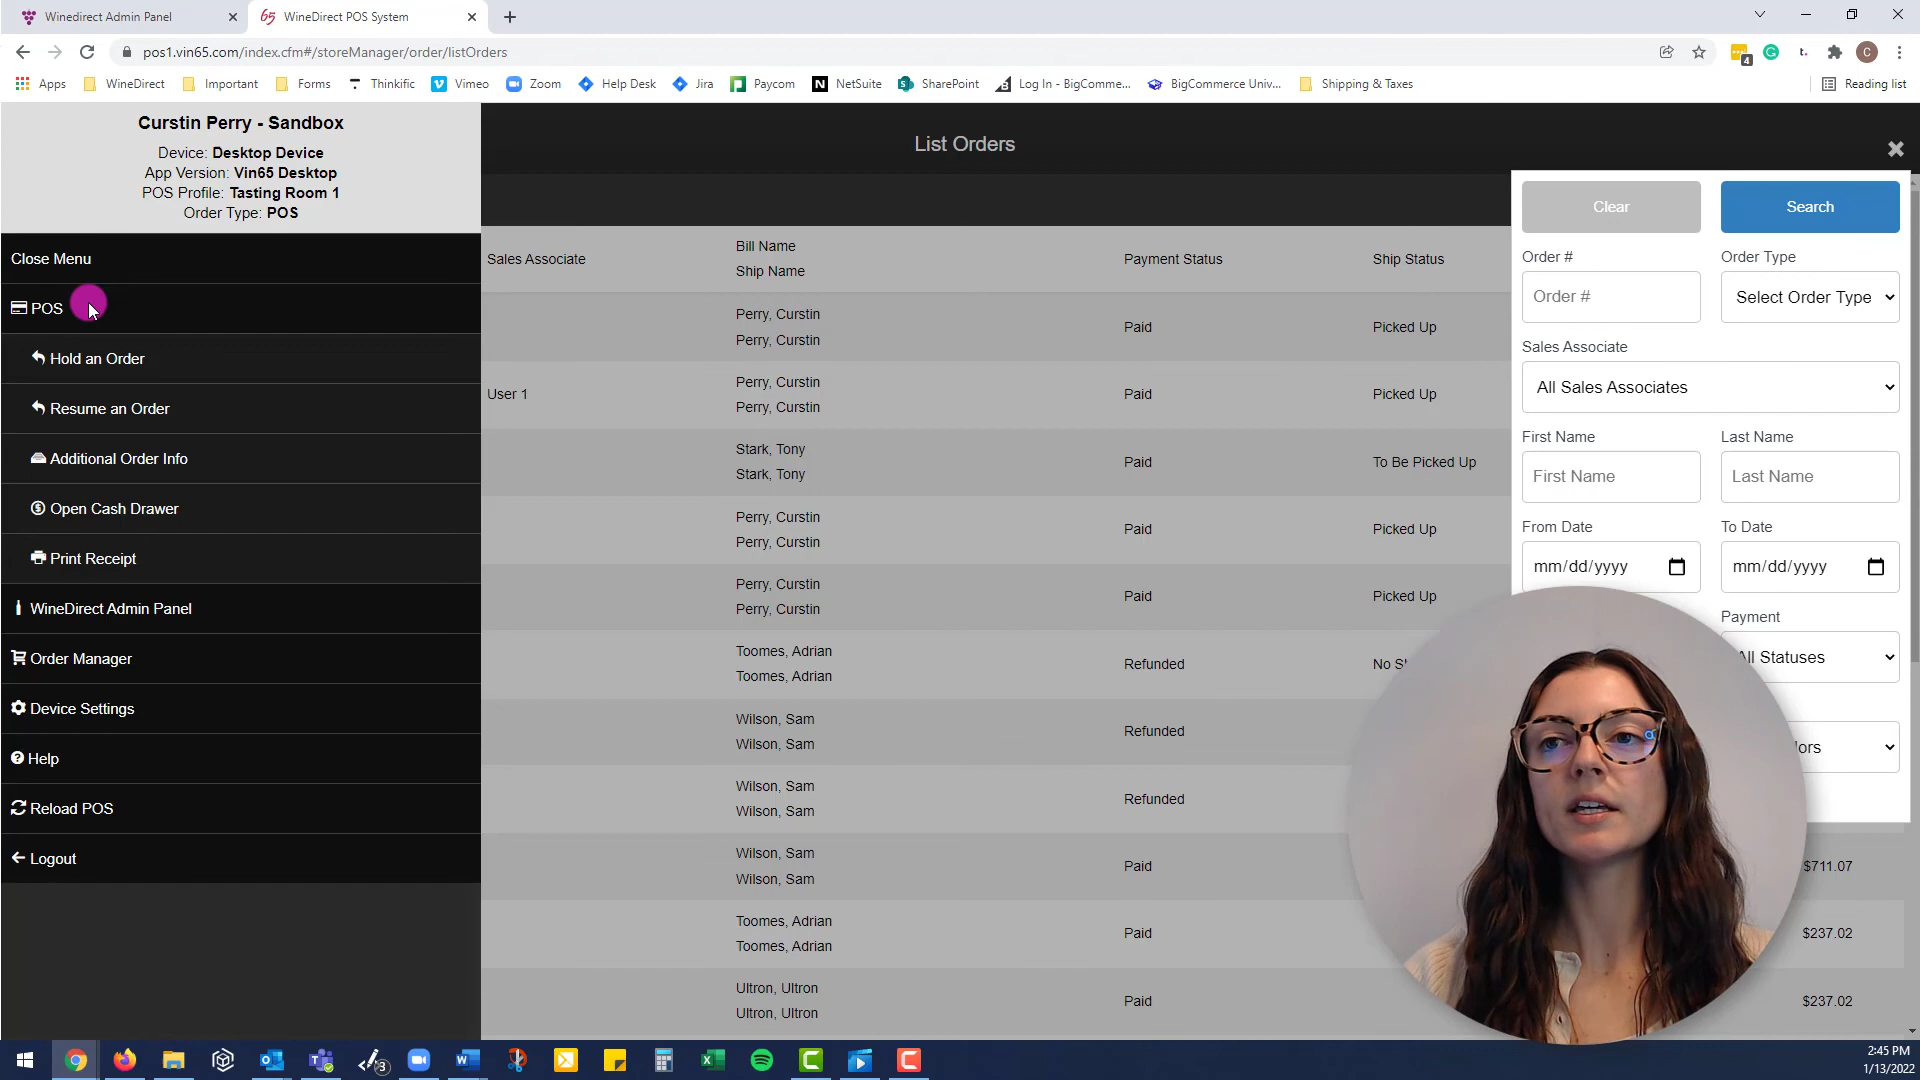 Winedirect Admin Panel
65 WineDirect POS System
pos1.vin65.com/index.cfm#/storeManager/order/listOrders
4
t.
C
Apps WineDirect Important Forms Thinkific Vimeo Zoom Help Desk Jira Paycom NetSuite SharePoint Log In - BigComme... BigCommerce Univ... Shipping & Taxes Reading list
Curstin Perry - Sandbox
Device: Desktop Device
App Version: Vin65 Desktop
POS Profile: Tasting Room 1
Order Type: POS
Close Menu
POS
Hold an Order
Resume an Order
Additional Order Info
Open Cash Drawer
Print Receipt
WineDirect Admin Panel
Order Manager
Device Settings
Help
Reload POS
Logout
List Orders
Sales Associate
Bill Name
Ship Name
Payment Status
Ship Status
Perry, Curstin
Perry, Curstin
Paid
Picked Up
User 1
Perry, Curstin
Perry, Curstin
Paid
Picked Up
Stark, Tony
Stark, Tony
Paid
To Be Picked Up
Perry, Curstin
Perry, Curstin
Paid
Picked Up
Perry, Curstin
Perry, Curstin
Paid
Picked Up
Toomes, Adrian
Toomes, Adrian
Refunded
No
Wilson, Sam
Wilson, Sam
Refunded
Wilson, Sam
Wilson, Sam
Refunded
Wilson, Sam
Wilson, Sam
Paid
$711.07
Toomes, Adrian
Toomes, Adrian
Paid
$237.02
Ultron, Ultron
Ultron, Ultron
Paid
$237.02
Clear
Search
Order #
Order Type
Order #
Select Order Type
Sales Associate
All Sales Associates
First Name
Last Name
First Name
Last Name
From Date
To Date
mm/dd/yyyy
mm/dd/yyyy
Payment
All Statuses
3
2:45 PM
1/13/2022